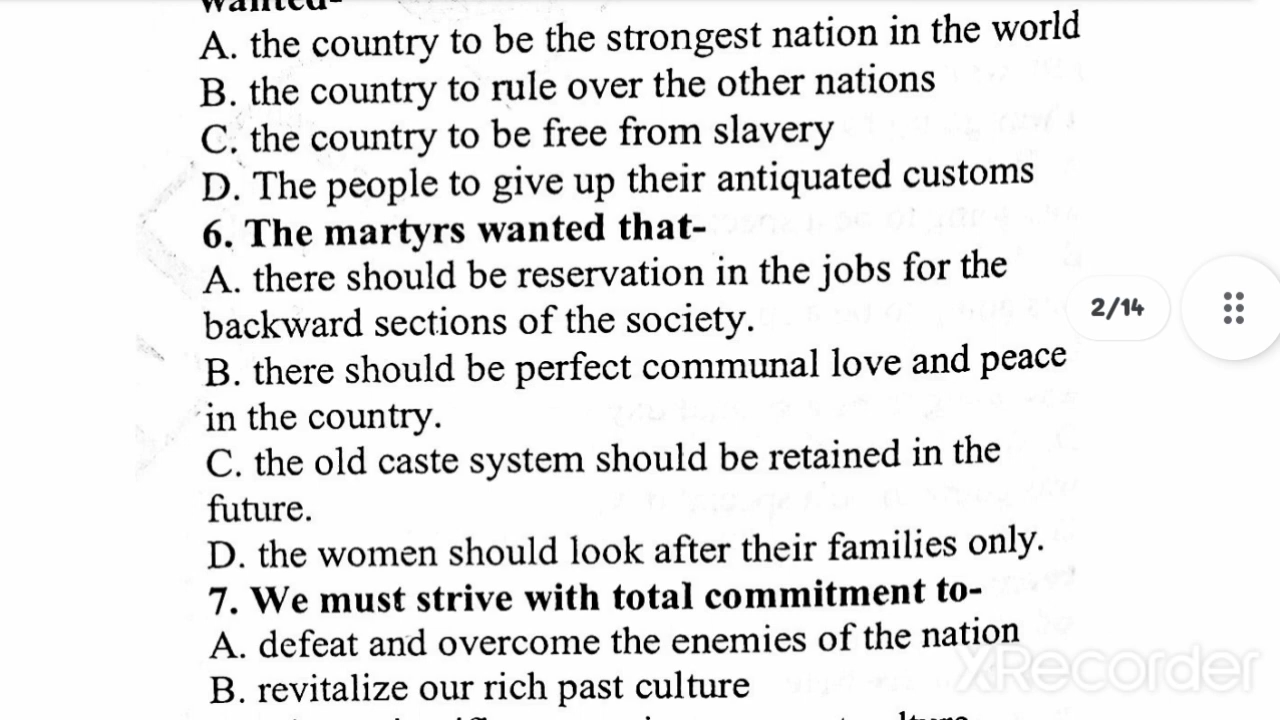 wanted-
A. the country to be the strongest nation in the world
B. the country to rule over the other nations
C. the country to be free from slavery
D. The people to give up their antiquated customs
6. The martyrs wanted that-
A. there should be reservation in the jobs for the
backward sections of the society.
B. there should be perfect communal love and peace
in the country.
C. the old caste system should be retained in the
future.
D. the women should look after their families only.
7. We must strive with total commitment to-
A. defeat and overcome the enemies of the nation
B. revitalize our rich past culture
2/14
XRecorder